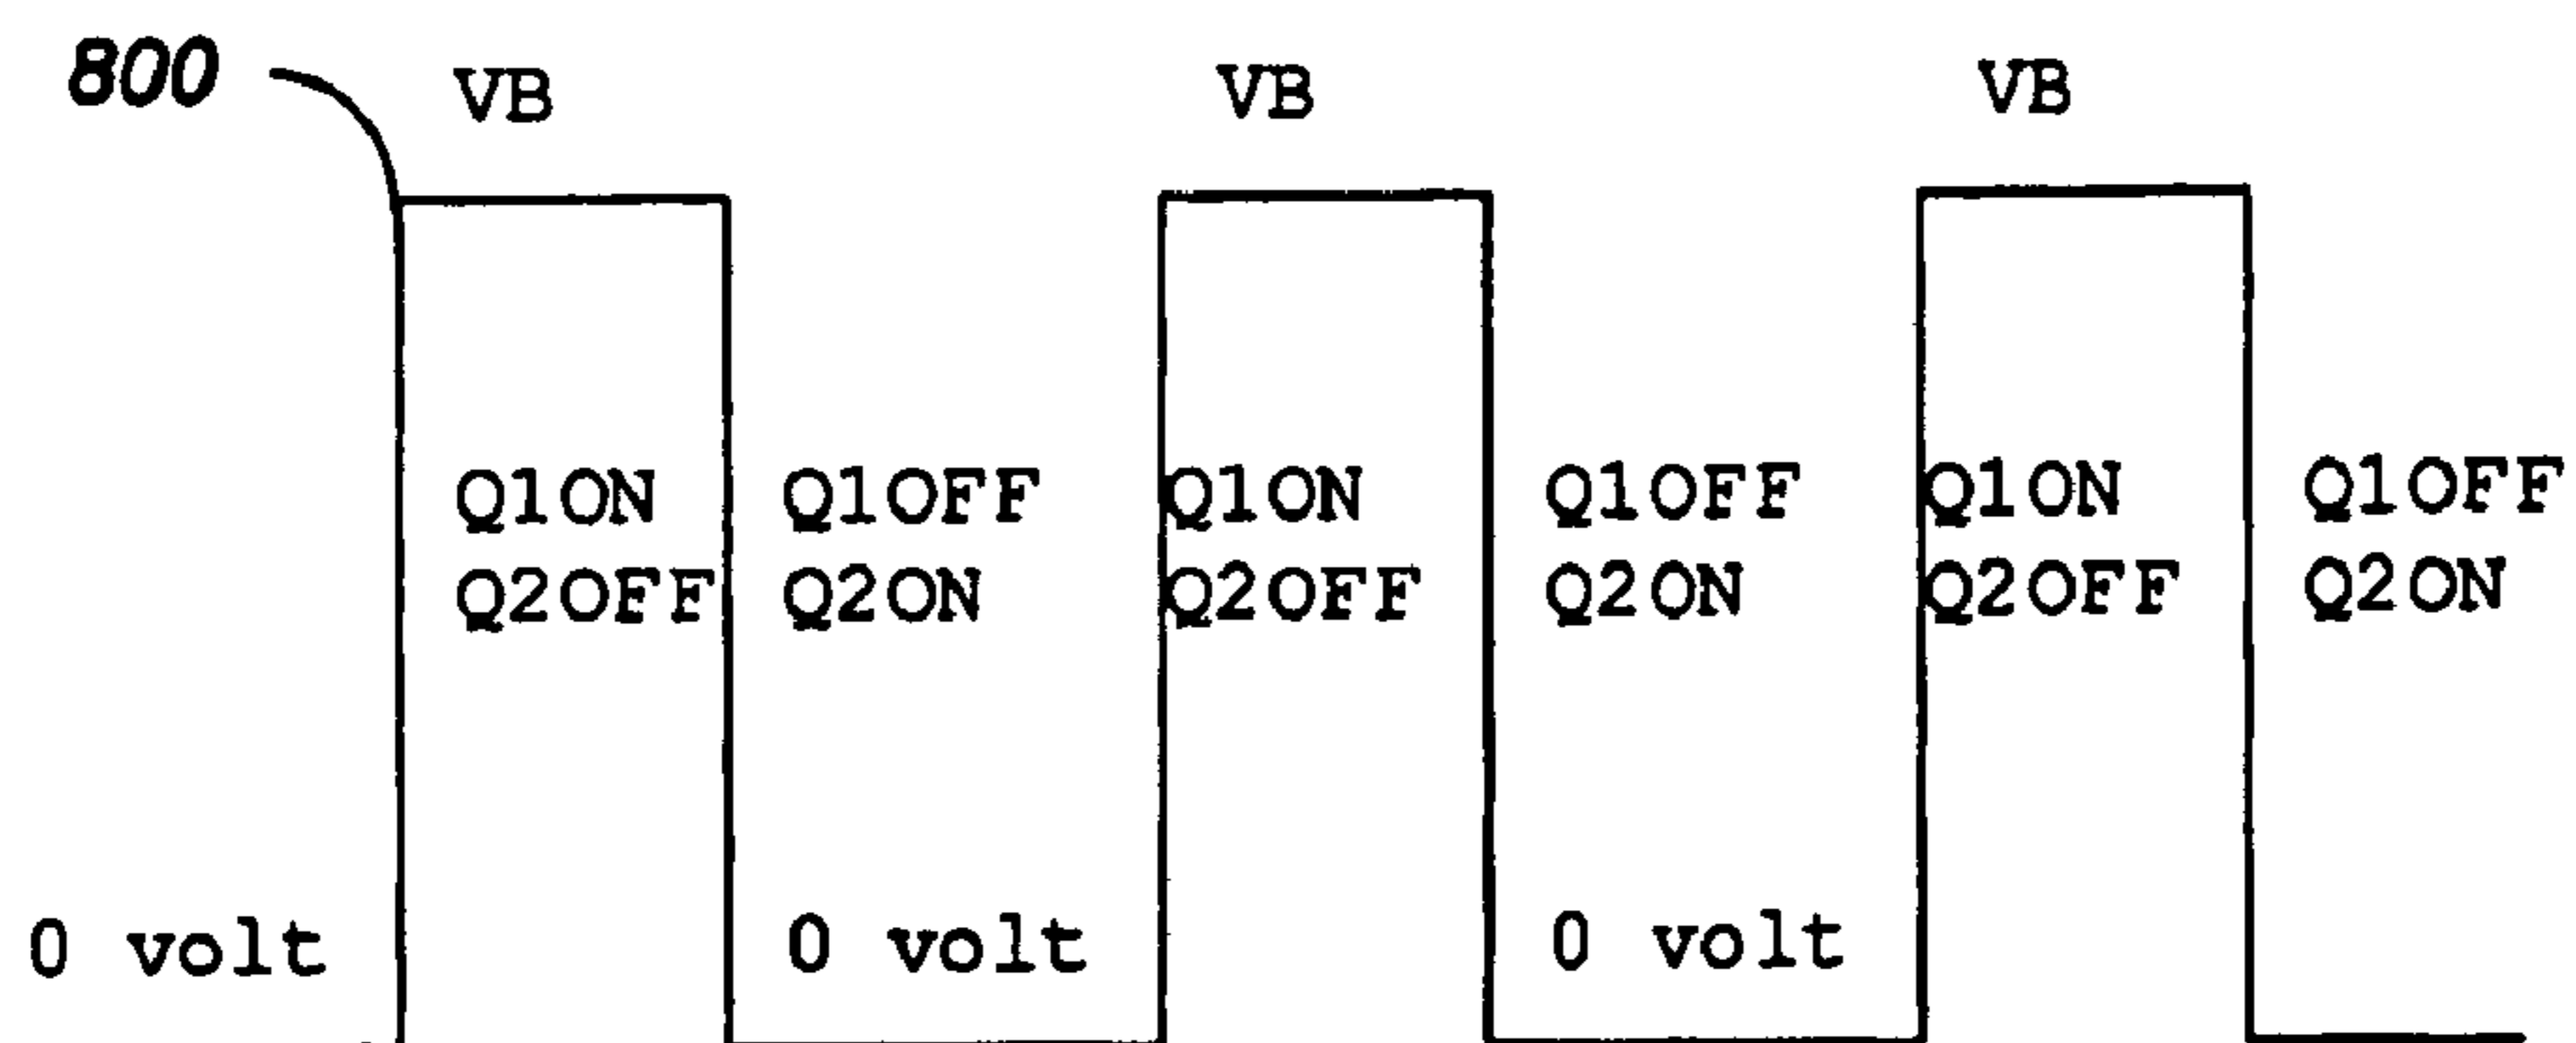 800 VB VB VB
Q1ON Q1OFF Q1ON Q1OFF Q1ON Q1OFF
Q2OFF Q2ON Q2OFF Q2ON Q2OFF Q2ON
0 volt 0 volt 0 volt